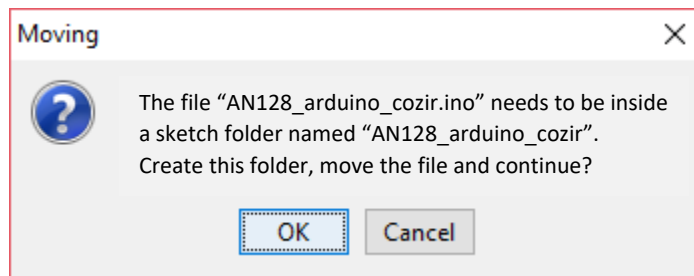 Moving
The file “AN128_arduino_cozir.ino” needs to be inside
a sketch folder named “AN128_arduino_cozir”.
Create this folder, move the file and continue?
OK
Cancel